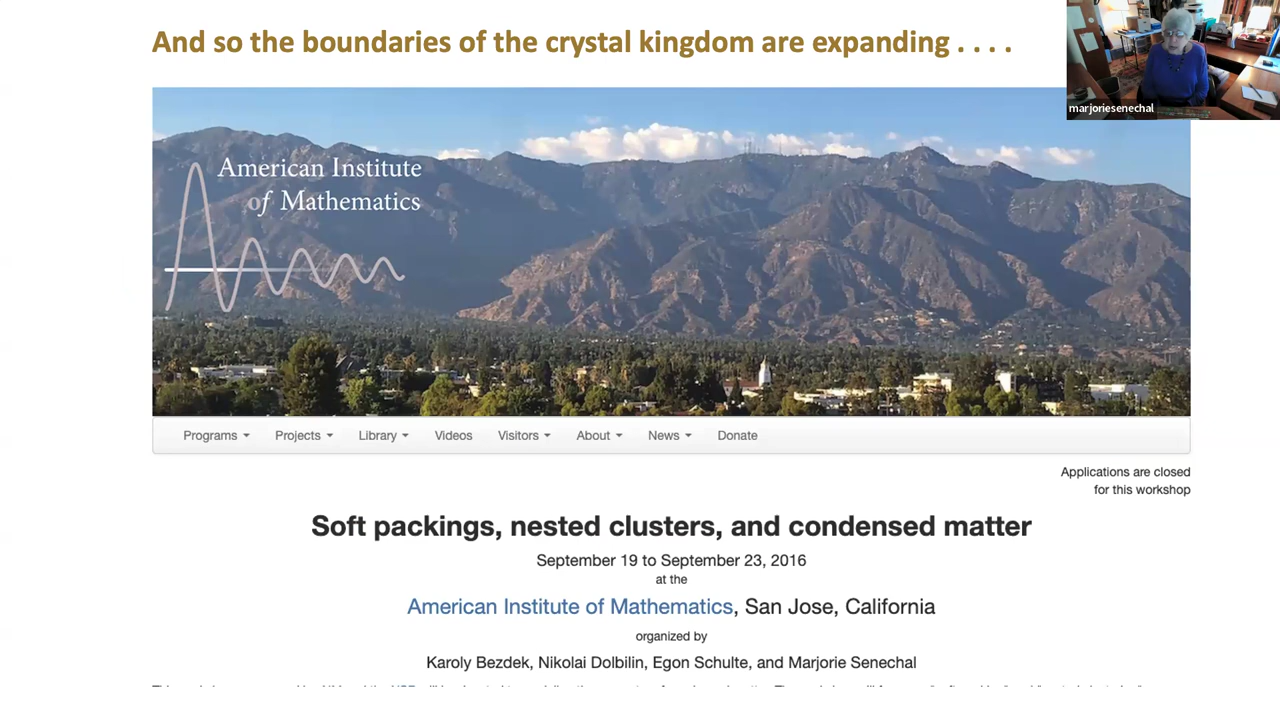 And so the boundaries of the crystal kingdom are expanding . . . .
marjoriesenechal
American Institute
of Mathematics
Programs Projects Library Videos Visitors About News Donate
Applications are closed
for this workshop
Soft packings, nested clusters, and condensed matter
September 19 to September 23, 2016
at the
American Institute of Mathematics, San Jose, California
organized by
Karoly Bezdek, Nikolai Dolbilin, Egon Schulte, and Marjorie Senechal